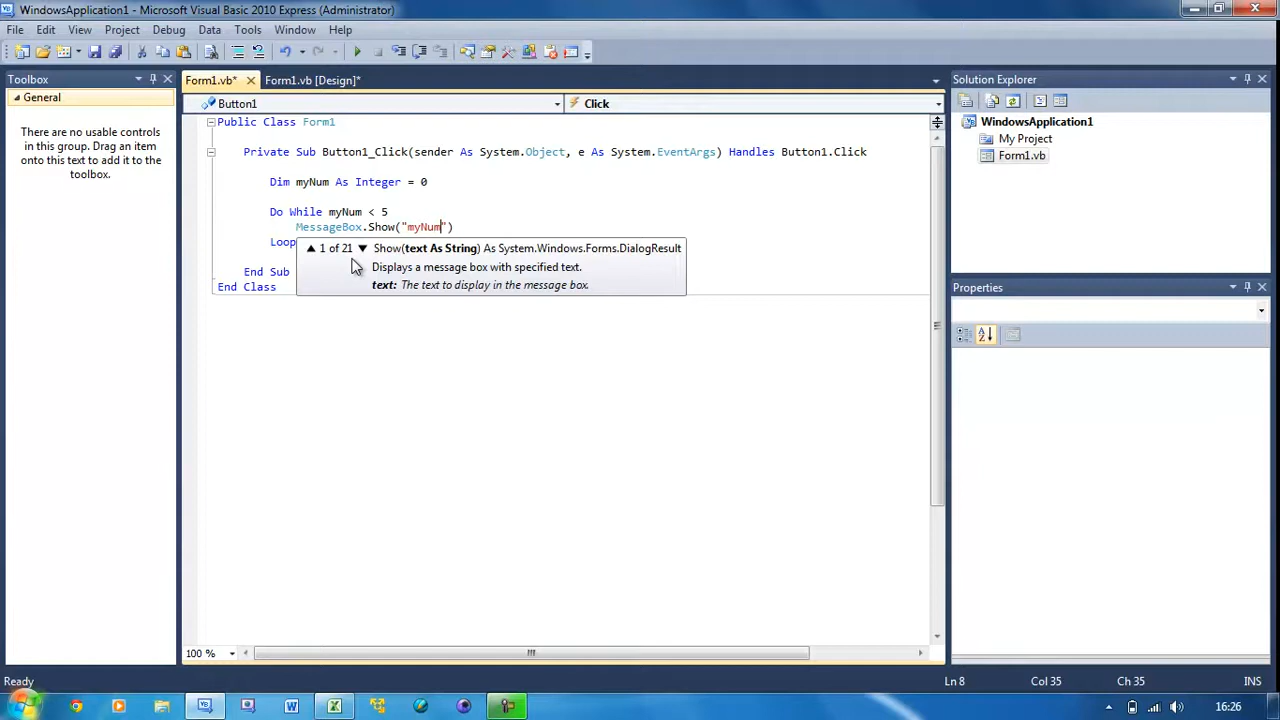 WindowsApplication1 - Microsoft Visual Basic 2010 Express (Administrator)
File Edit View Project Debug Data Tools Window Help
Toolbox
General
There are no usable controls
in this group. Drag an item
onto this text to add it to the
toolbox.
Form1.vb* Form1.vb [Design]*
Button1 Click
Public Class Form1
Private Sub Button1_Click(sender As System.Object, e As System.EventArgs) Handles Button1.Click
Dim myNum As Integer = 0
Do While myNum < 5
MessageBox.Show("myNum")
Loop
1 of 21 Show(text As String) As System.Windows.Forms.DialogResult
Displays a message box with specified text.
text: The text to display in the message box.
End Sub
End Class
100 %
Solution Explorer
WindowsApplication1
My Project
Form1.vb
Properties
Ready Ln 8 Col 35 Ch 35 INS
16:26